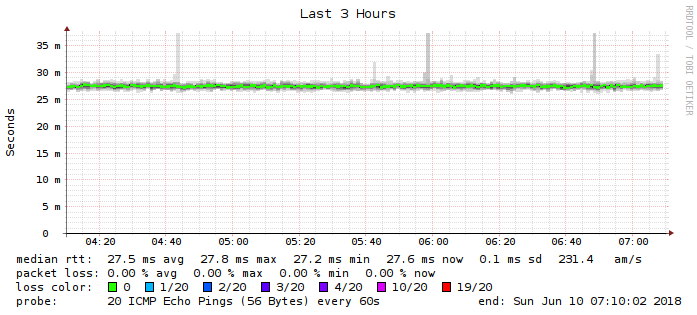 Last 3 Hours
RRDTOOL / TOBI OETIKER
Seconds
35 m
30 m
25 m
20 m
15 m
10 m
5 m
0
04:20 04:40 05:00 05:20 05:40 06:00 06:20 06:40 07:00
median rtt: 27.5 ms avg 27.8 ms max 27.2 ms min 27.6 ms now 0.1 ms sd 231.4 am/s
packet loss: 0.00 % avg 0.00 % max 0.00 % min 0.00 % now
loss color: 0 1/20 2/20 3/20 4/20 10/20 19/20
probe: 20 ICMP Echo Pings (56 Bytes) every 60s end: Sun Jun 10 07:10:02 2018